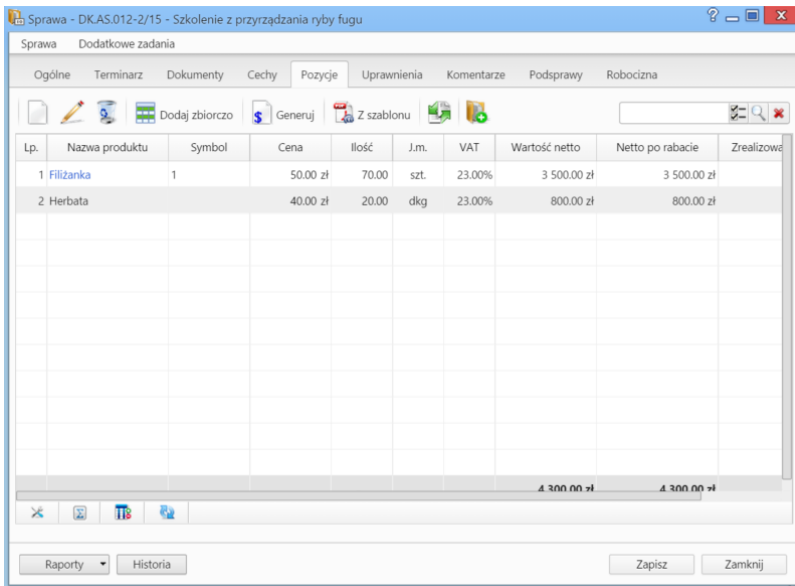 Sprawa - DK.AS.012-2/15 - Szkolenie z przyrządzania ryby fugu
Sprawa Dodatkowe zadania
Ogólne Terminarz Dokumenty Cechy Pozycje Uprawnienia Komentarze Podsprawy Robocizna
Dodaj zbiorczo Generuj Z szablonu
Lp. Nazwa produktu Symbol Cena Ilość J.m. VAT Wartość netto Netto po rabacie Zrealizowa
1 Filiżanka 1 50.00 zł 70.00 szt. 23.00% 3 500.00 zł 3 500.00 zł
2 Herbata 40.00 zł 20.00 dkg 23.00% 800.00 zł 800.00 zł
4 300.00 zł 4 300.00 zł
Raporty Historia Zapisz Zamknij